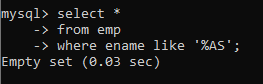 mysql> select *
    -> from emp
    -> where ename like '%AS';
Empty set (0.03 sec)